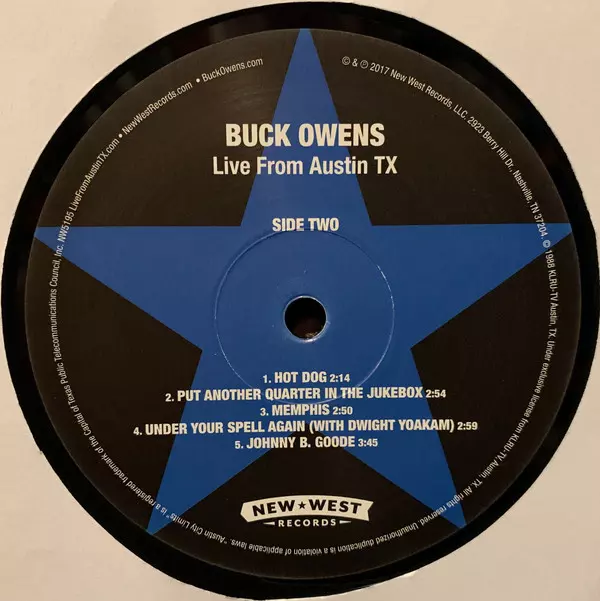 BUCK OWENS
Live From Austin TX
SIDE TWO
1. HOT DOG 2:14
2. PUT ANOTHER QUARTER IN THE JUKEBOX 2:54
3. MEMPHIS 2:50
4. UNDER YOUR SPELL AGAIN (WITH DWIGHT YOAKAM) 2:59
5. JOHNNY B. GOODE 3:45
NEW★WEST
RECORDS
NW5195 LiveFromAustinTX.com • NewWestRecords.com • BuckOwens.com
© & ℗ 2017 New West Records, LLC. 2923 Berry Hill Dr., Nashville, TN 37204. © 1988 KLRU-TV Austin, TX. Under exclusive license from KLRU-TV Austin, TX. All rights reserved. Unauthorized duplication is a violation of applicable laws. "Austin City Limits" is a registered trademark of the Capital of Texas Public Telecommunications Council, Inc.